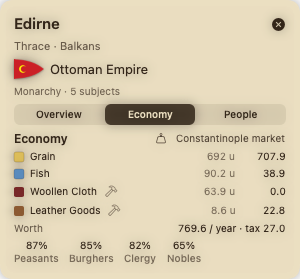 Edirne
Thrace · Balkans
Ottoman Empire
Monarchy · 5 subjects
Overview Economy People
Economy Constantinople market
Grain 692 u 707.9
Fish 90.2 u 38.9
Woollen Cloth 63.9 u 0.0
Leather Goods 8.6 u 22.8
Worth 769.6 / year · tax 27.0
87% 85% 82% 65%
Peasants Burghers Clergy Nobles